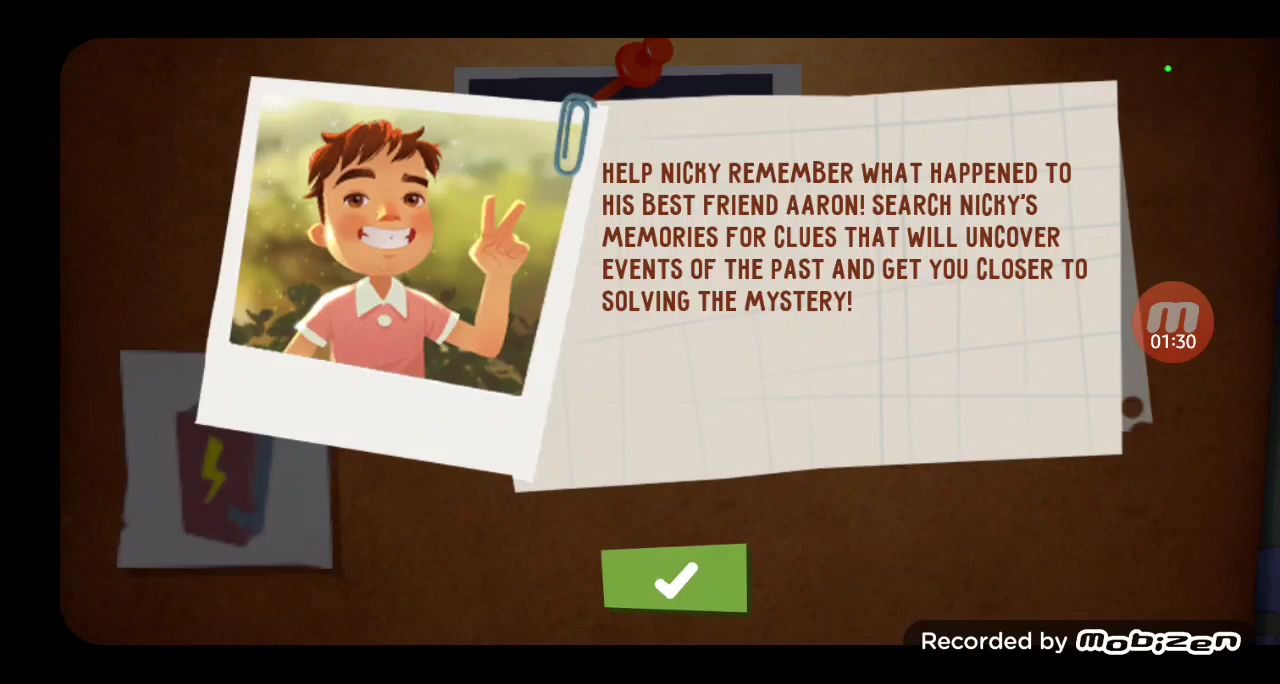 HELP NICKY REMEMBER WHAT HAPPENED TO
HIS BEST FRIEND AARON! SEARCH NICKY'S
MEMORIES FOR CLUES THAT WILL UNCOVER
EVENTS OF THE PAST AND GET YOU CLOSER TO
SOLVING THE MYSTERY!
m
01:30
Recorded by mobizen